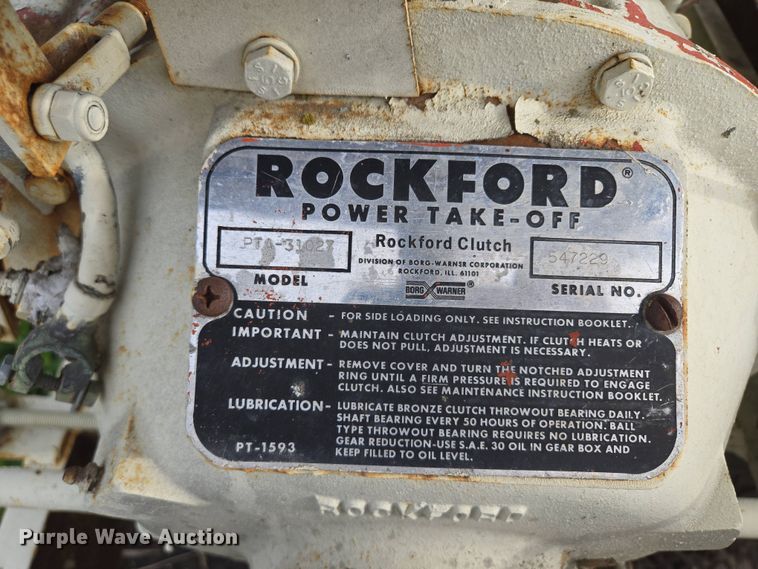 ROCKFORD®
POWER TAKE-OFF
PTA-31027
Rockford Clutch
547229
DIVISION OF BORG-WARNER CORPORATION
ROCKFORD, ILL. 61101
MODEL
BORG WARNER ®
SERIAL NO.
CAUTION - FOR SIDE LOADING ONLY. SEE INSTRUCTION BOOKLET.
IMPORTANT - MAINTAIN CLUTCH ADJUSTMENT. IF CLUTCH HEATS OR
DOES NOT PULL, ADJUSTMENT IS NECESSARY.
ADJUSTMENT- REMOVE COVER AND TURN THE NOTCHED ADJUSTMENT
RING UNTIL A FIRM PRESSURE IS REQUIRED TO ENGAGE
CLUTCH. ALSO SEE MAINTENANCE INSTRUCTION BOOKLET.
LUBRICATION- LUBRICATE BRONZE CLUTCH THROWOUT BEARING DAILY.
SHAFT BEARING EVERY 50 HOURS OF OPERATION. BALL
TYPE THROWOUT BEARING REQUIRES NO LUBRICATION.
GEAR REDUCTION-USE S.A.E. 30 OIL IN GEAR BOX AND
KEEP FILLED TO OIL LEVEL.
PT-1593
ROCKFORD
Purple Wave Auction